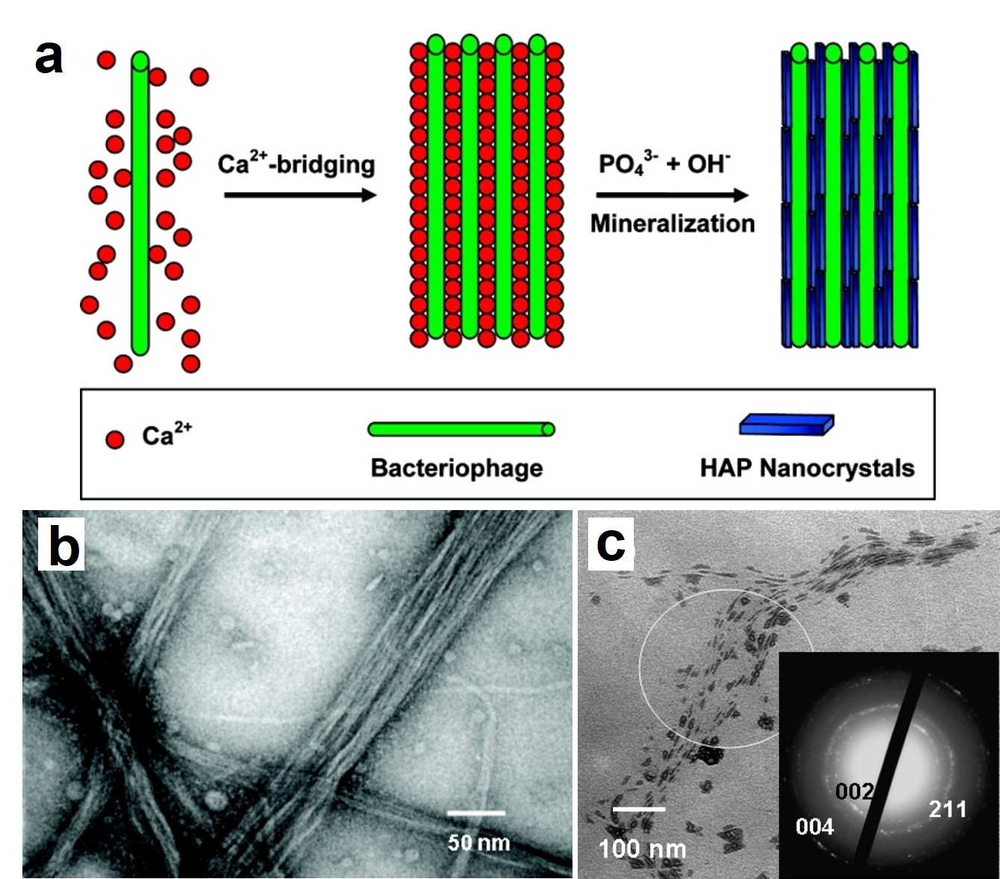 a
Ca²⁺-bridging
PO₄³⁻ + OH⁻
Mineralization
Ca²⁺
Bacteriophage
HAP Nanocrystals
b
50 nm
c
100 nm
002
004
211